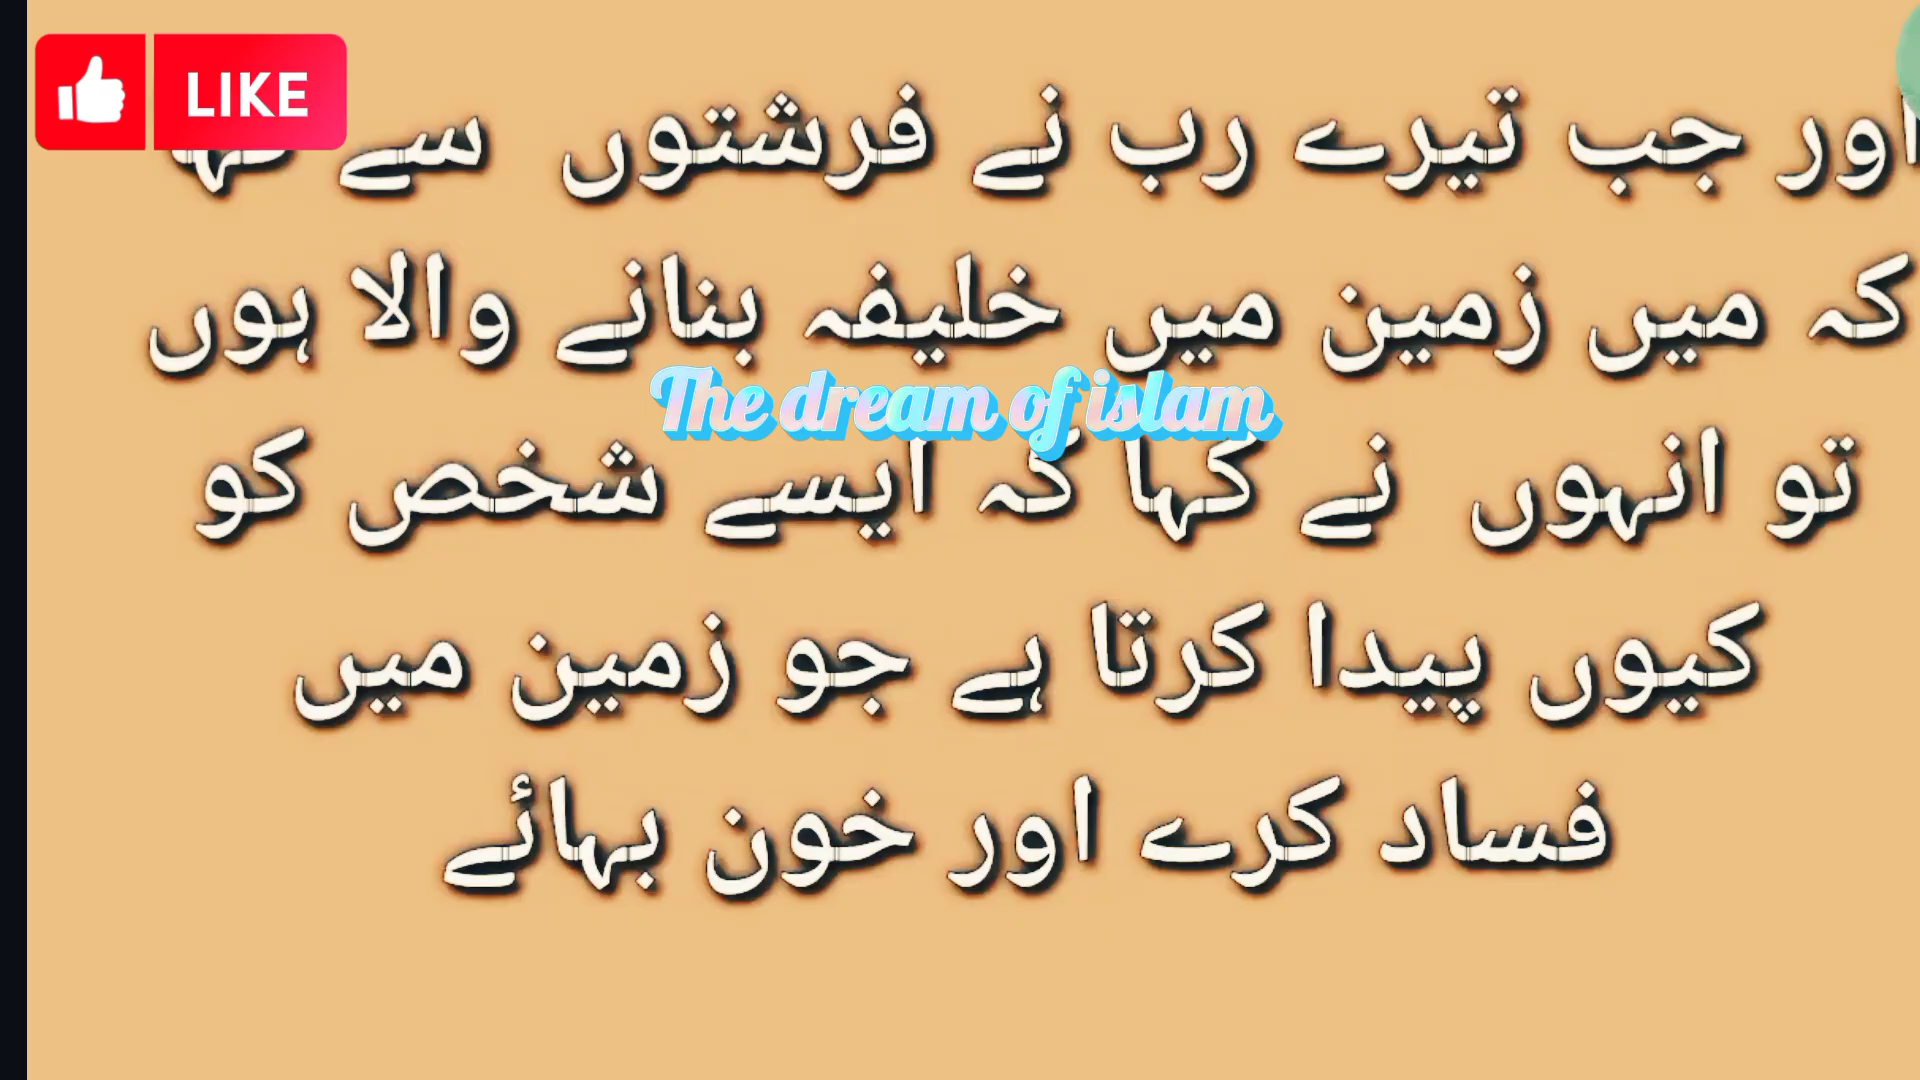 LIKE
اور جب تیرے رب نے فرشتوں سے
کہ میں زمین میں خلیفہ بنانے والا ہوں
The dream of islam
تو انہوں نے کہا کہ ایسے شخص کو
کیوں پیدا کرتا ہے جو زمین میں
فساد کرے اور خون بہائے